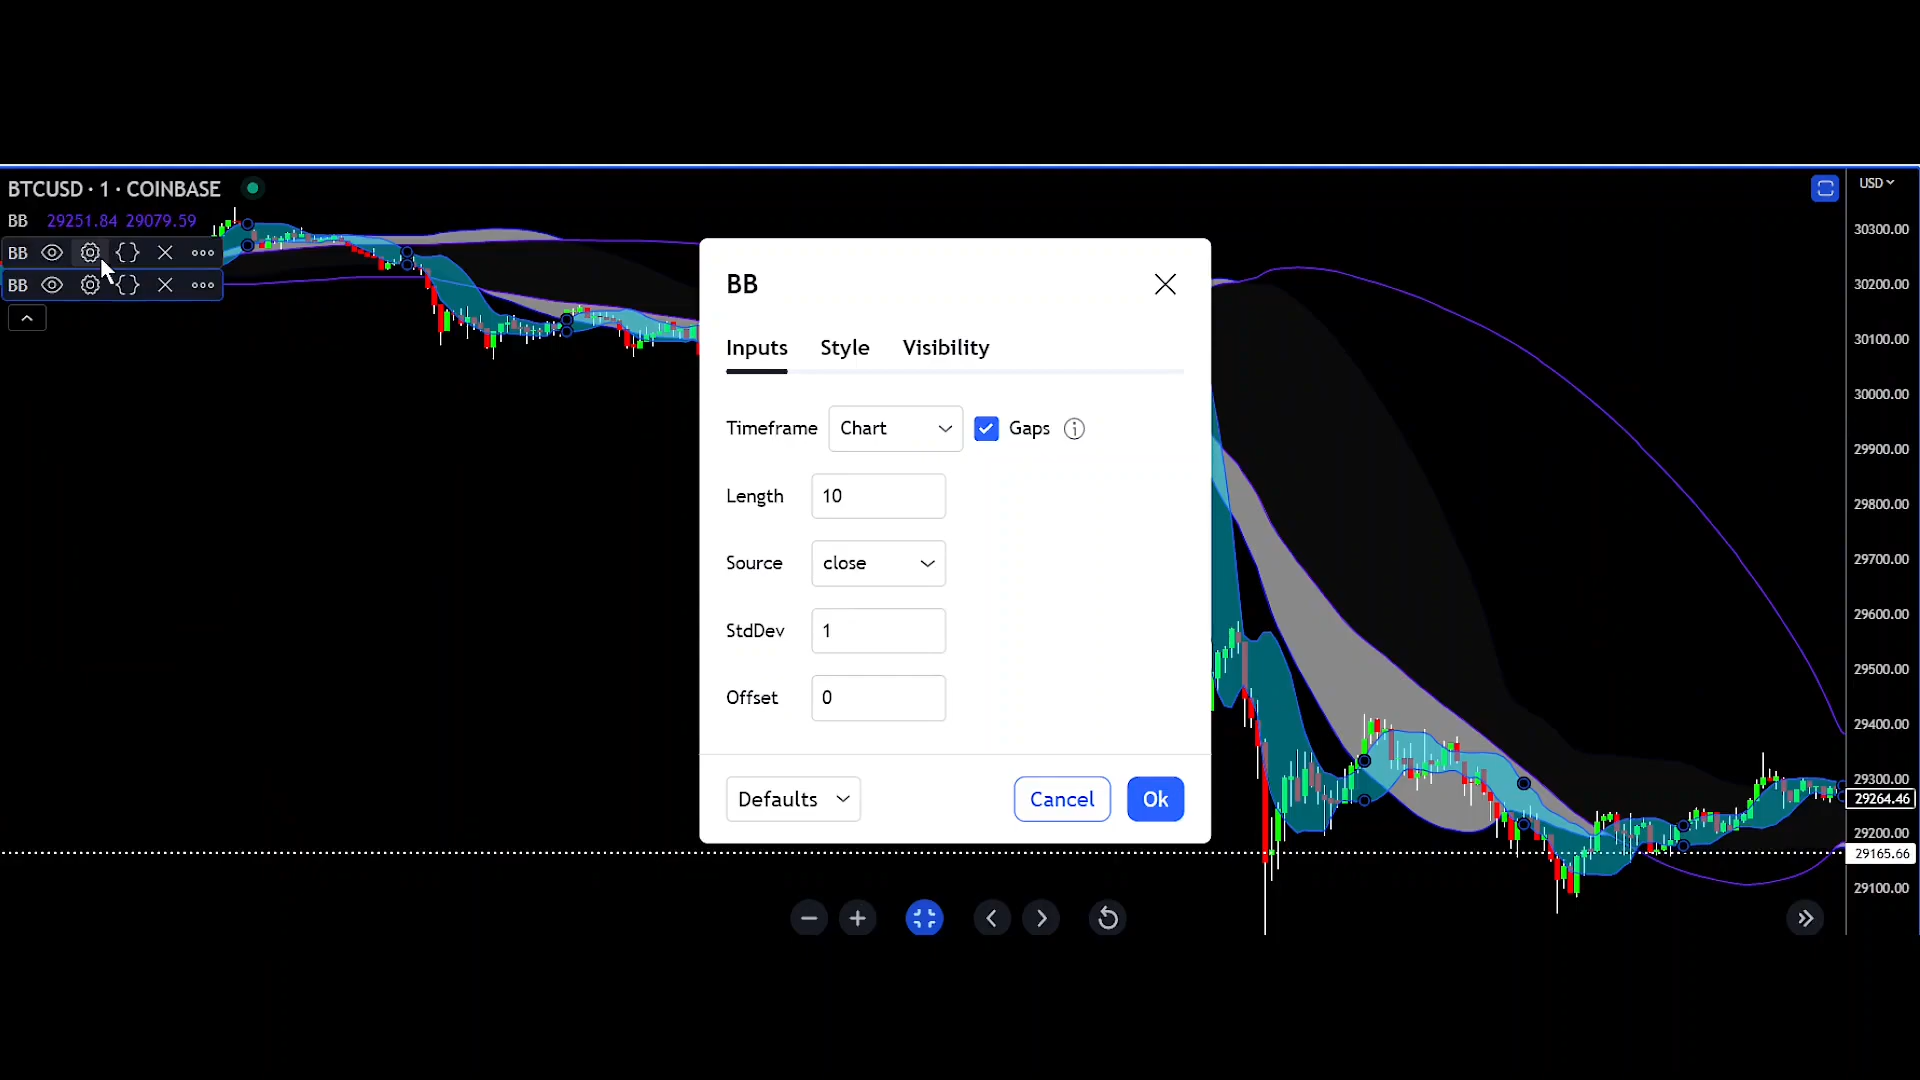 BTCUSD · 1 · COINBASE
BB 29251.84 29079.59
BB
BB
USD
30300.00
30200.00
30100.00
30000.00
29900.00
29800.00
29700.00
29600.00
29500.00
29400.00
29300.00
29264.46
29200.00
29165.66
29100.00
BB
Inputs Style Visibility
Timeframe Chart Gaps
Length 10
Source close
StdDev 1
Offset 0
Defaults Cancel Ok